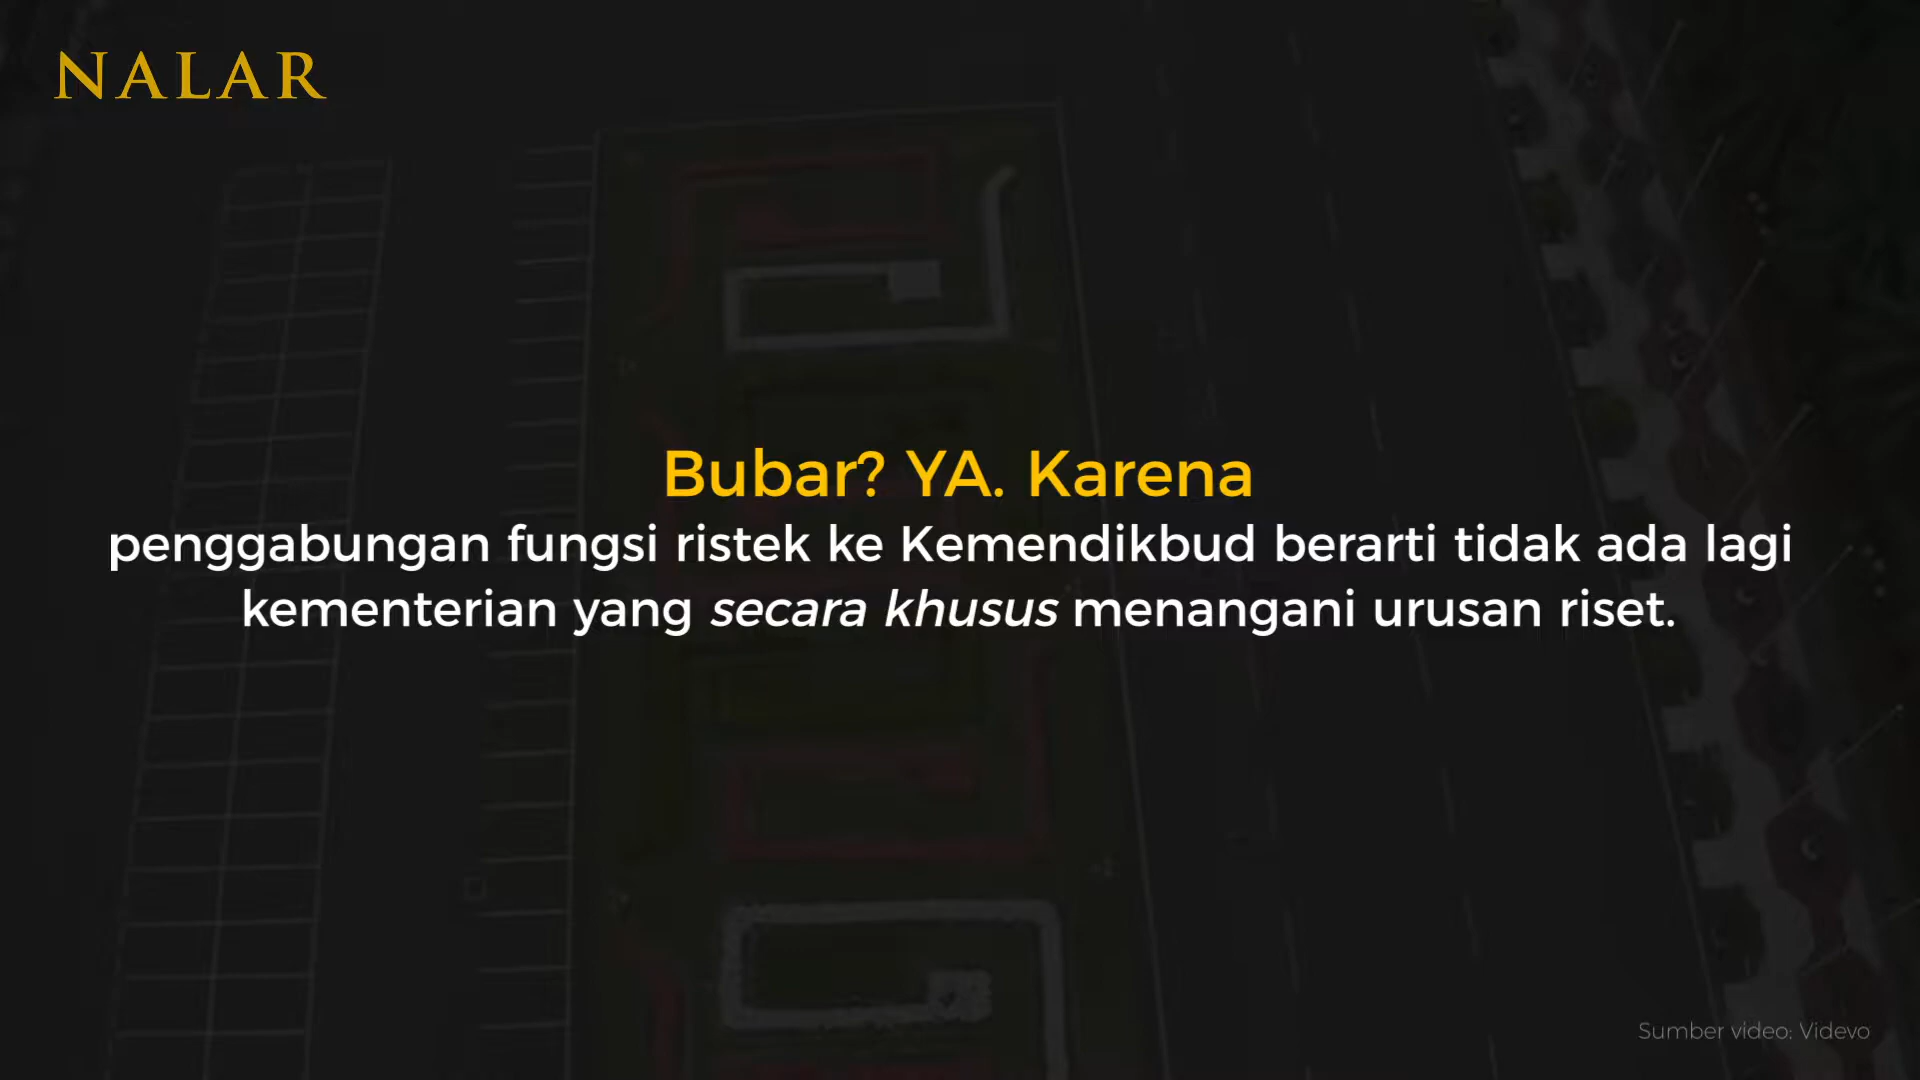 NALAR
Bubar? YA. Karena
penggabungan fungsi ristek ke Kemendikbud berarti tidak ada lagi
kementerian yang secara khusus menangani urusan riset.
Sumber video: Videvo